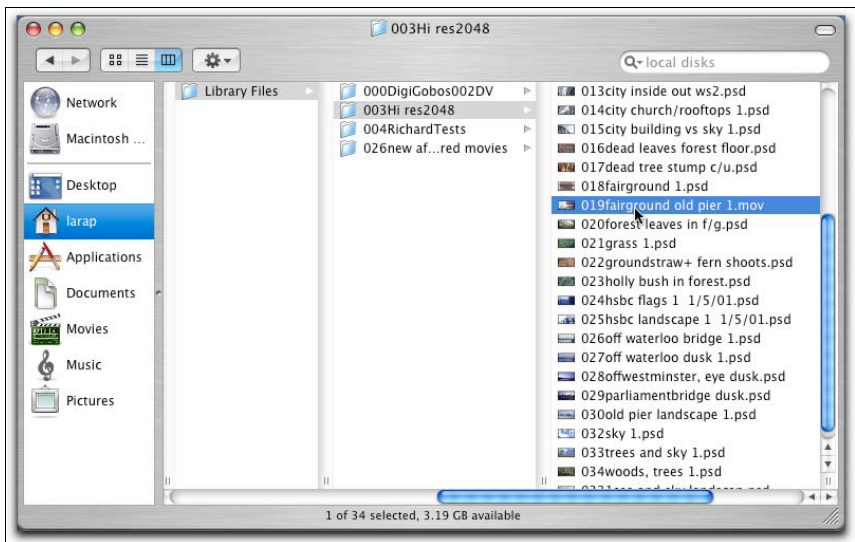 003Hi res2048
local disks
Network
Macintosh ...
Desktop
larap
Applications
Documents
Movies
Music
Pictures
Library Files
000DigiGobos002DV
003Hi res2048
004RichardTests
026new af...red movies
013city inside out ws2.psd
014city church/rooftops 1.psd
015city building vs sky 1.psd
016dead leaves forest floor.psd
017dead tree stump c/u.psd
018fairground 1.psd
019fairground old pier 1.mov
020forest leaves in f/g.psd
021grass 1.psd
022groundstraw+ fern shoots.psd
023holly bush in forest.psd
024hsbc flags 1  1/5/01.psd
025hsbc landscape 1  1/5/01.psd
026off waterloo bridge 1.psd
027off waterloo dusk 1.psd
028offwestminster, eye dusk.psd
029parliamentbridge dusk.psd
030old pier landscape 1.psd
032sky 1.psd
033trees and sky 1.psd
034woods, trees 1.psd
1 of 34 selected, 3.19 GB available